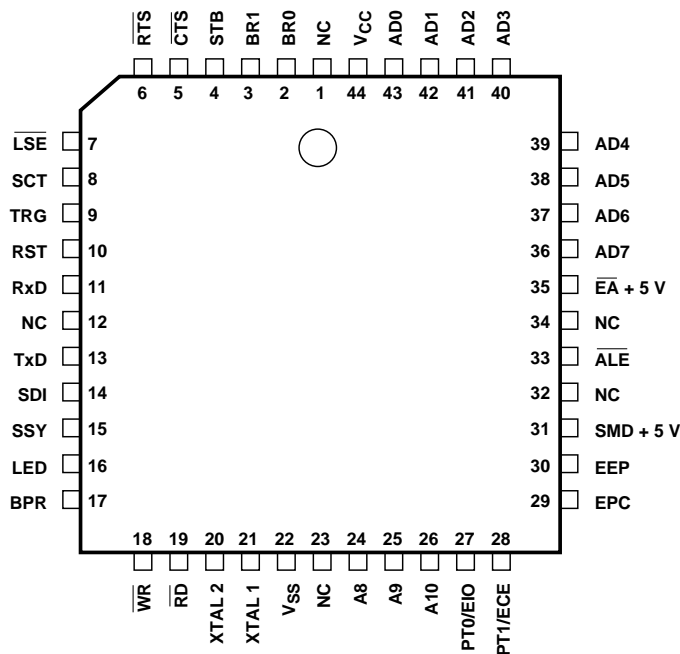 RTS CTS STB BR1 BR0 NC VCC AD0 AD1 AD2 AD3
6 5 4 3 2 1 44 43 42 41 40
LSE 7 39 AD4
SCT 8 38 AD5
TRG 9 37 AD6
RST 10 36 AD7
RxD 11 35 EA + 5 V
NC 12 34 NC
TxD 13 33 ALE
SDI 14 32 NC
SSY 15 31 SMD + 5 V
LED 16 30 EEP
BPR 17 29 EPC
18 19 20 21 22 23 24 25 26 27 28
WR RD XTAL 2 XTAL 1 VSS NC A8 A9 A10 PT0/EIO PT1/ECE